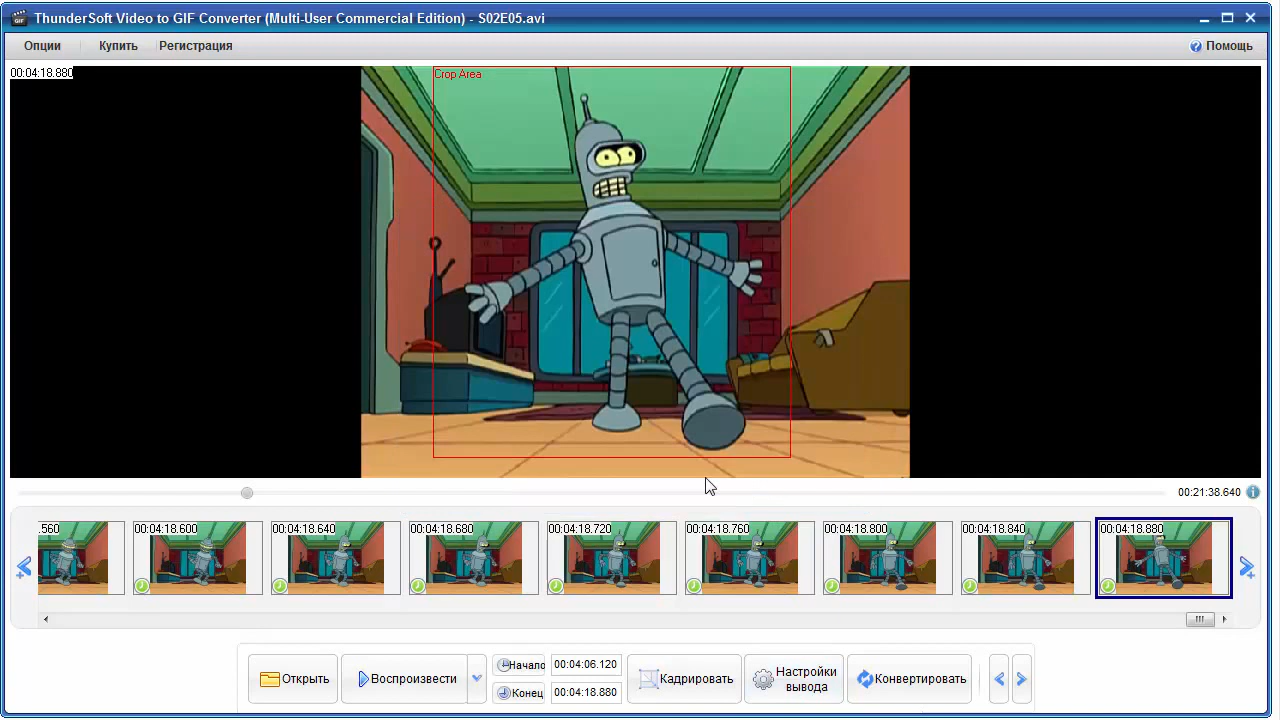 ThunderSoft Video to GIF Converter (Multi-User Commercial Edition) - S02E05.avi
Опции Купить Регистрация Помощь
00:04:18.880
Crop Area
00:21:38.640
.560 00:04:18.600 00:04:18.640 00:04:18.680 00:04:18.720 00:04:18.760 00:04:18.800 00:04:18.840 00:04:18.880
Открыть Воспроизвести Начало 00:04:06.120 Кадрировать Настройки вывода Конвертировать
Конец 00:04:18.880